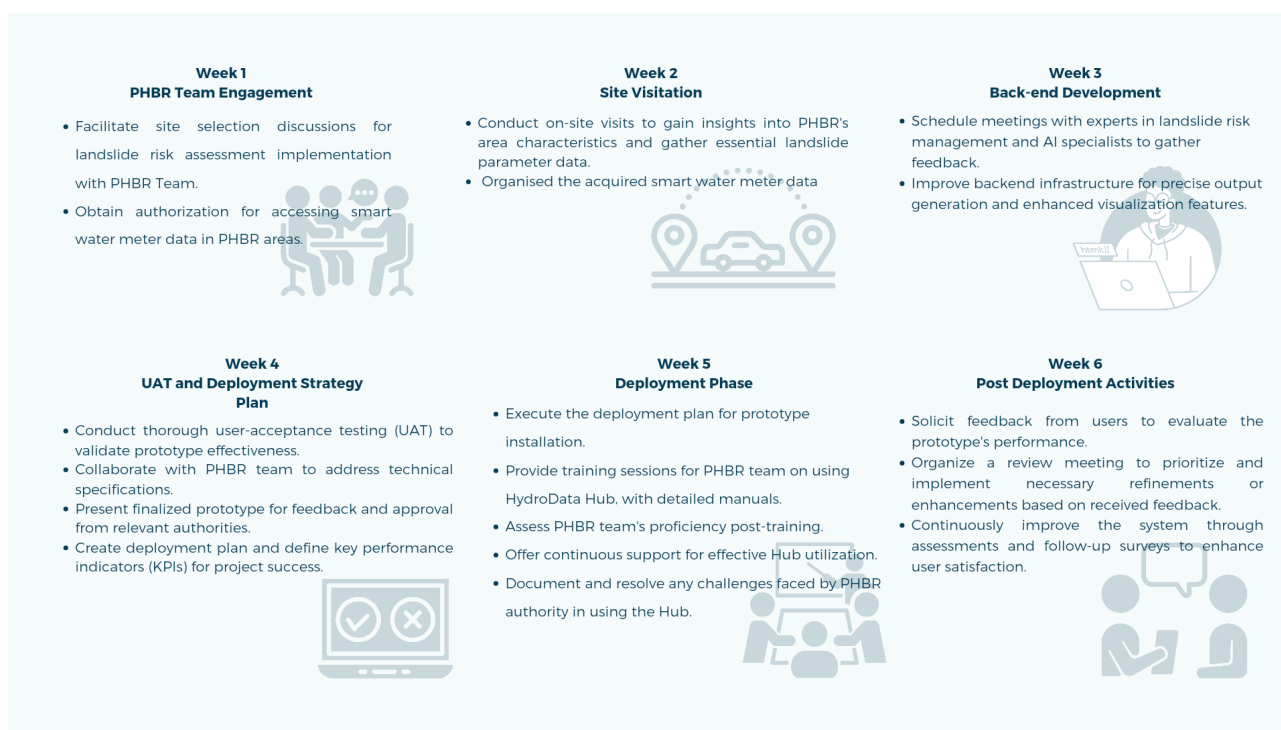 Week 1
PHBR Team Engagement
• Facilitate site selection discussions for
landslide risk assessment implementation
with PHBR Team.
• Obtain authorization for accessing smart
water meter data in PHBR areas.
Week 2
Site Visitation
• Conduct on-site visits to gain insights into PHBR's
area characteristics and gather essential landslide
parameter data.
• Organised the acquired smart water meter data
Week 3
Back-end Development
• Schedule meetings with experts in landslide risk
management and AI specialists to gather
feedback.
• Improve backend infrastructure for precise output
generation and enhanced visualization features.
html//
Week 4
UAT and Deployment Strategy
Plan
• Conduct thorough user-acceptance testing (UAT) to
validate prototype effectiveness.
• Collaborate with PHBR team to address technical
specifications.
• Present finalized prototype for feedback and approval
from relevant authorities.
• Create deployment plan and define key performance
indicators (KPIs) for project success.
Week 5
Deployment Phase
• Execute the deployment plan for prototype
installation.
• Provide training sessions for PHBR team on using
HydroData Hub, with detailed manuals.
• Assess PHBR team's proficiency post-training.
• Offer continuous support for effective Hub utilization.
• Document and resolve any challenges faced by PHBR
authority in using the Hub.
Week 6
Post Deployment Activities
• Solicit feedback from users to evaluate the
prototype's performance.
• Organize a review meeting to prioritize and
implement necessary refinements or
enhancements based on received feedback.
• Continuously improve the system through
assessments and follow-up surveys to enhance
user satisfaction.